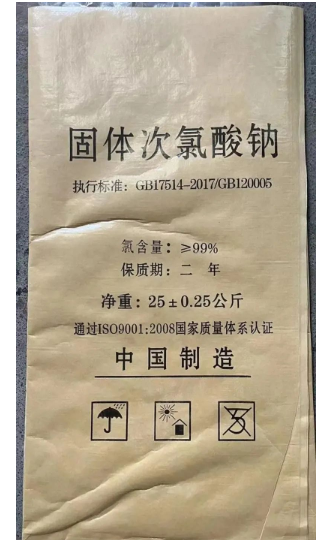 固体次氯酸钠
执行标准：GB17514-2017/GB120005
氯含量：≥99%
保质期：二 年
净重：25±0.25公斤
通过ISO9001:2008国家质量体系认证
中国制造